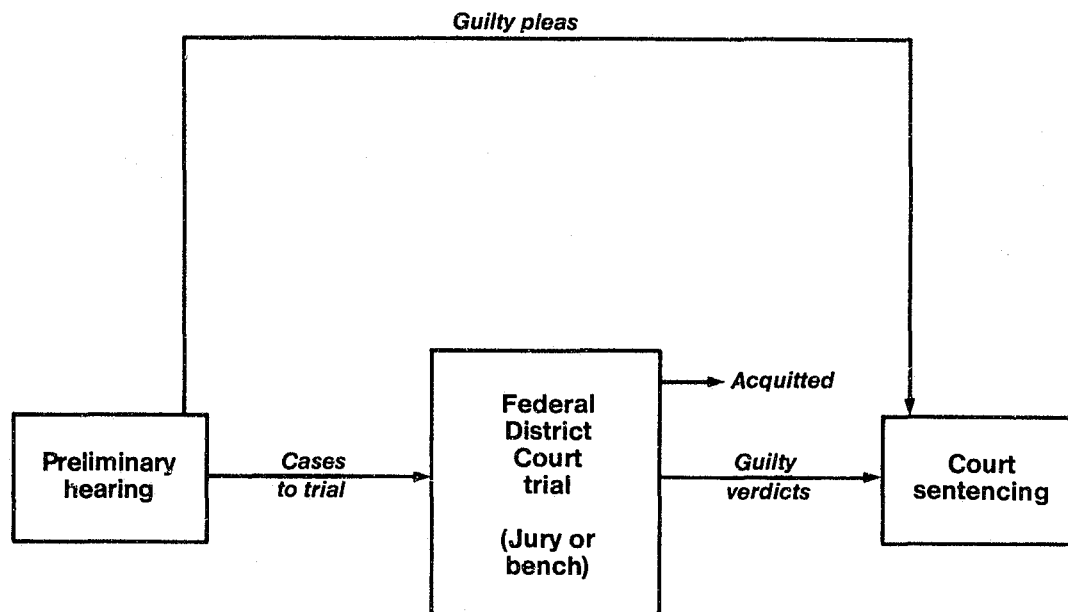 Guilty pleas
Preliminary
hearing
Cases
to trial
Federal
District
Court
trial
(Jury or
bench)
Acquitted
Guilty
verdicts
Court
sentencing